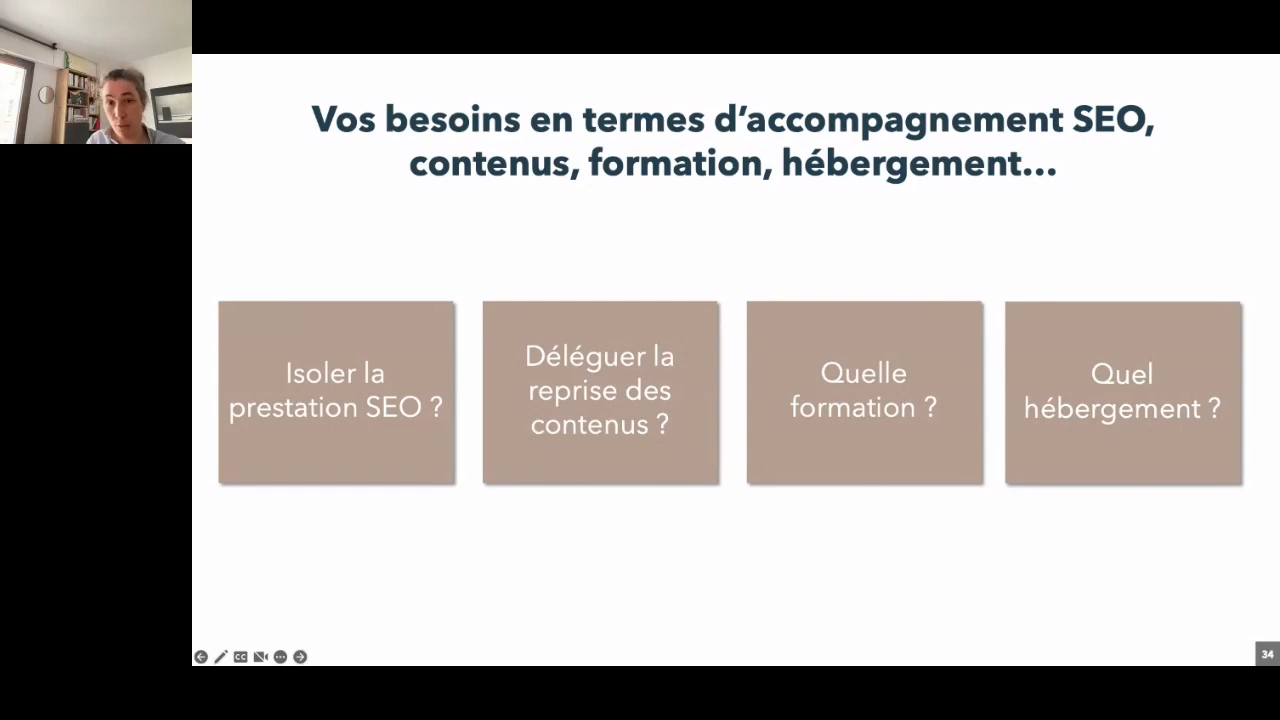 Vos besoins en termes d’accompagnement SEO,
contenus, formation, hébergement…
Isoler la
prestation SEO ?
Déléguer la
reprise des
contenus ?
Quelle
formation ?
Quel
hébergement ?
CC
34